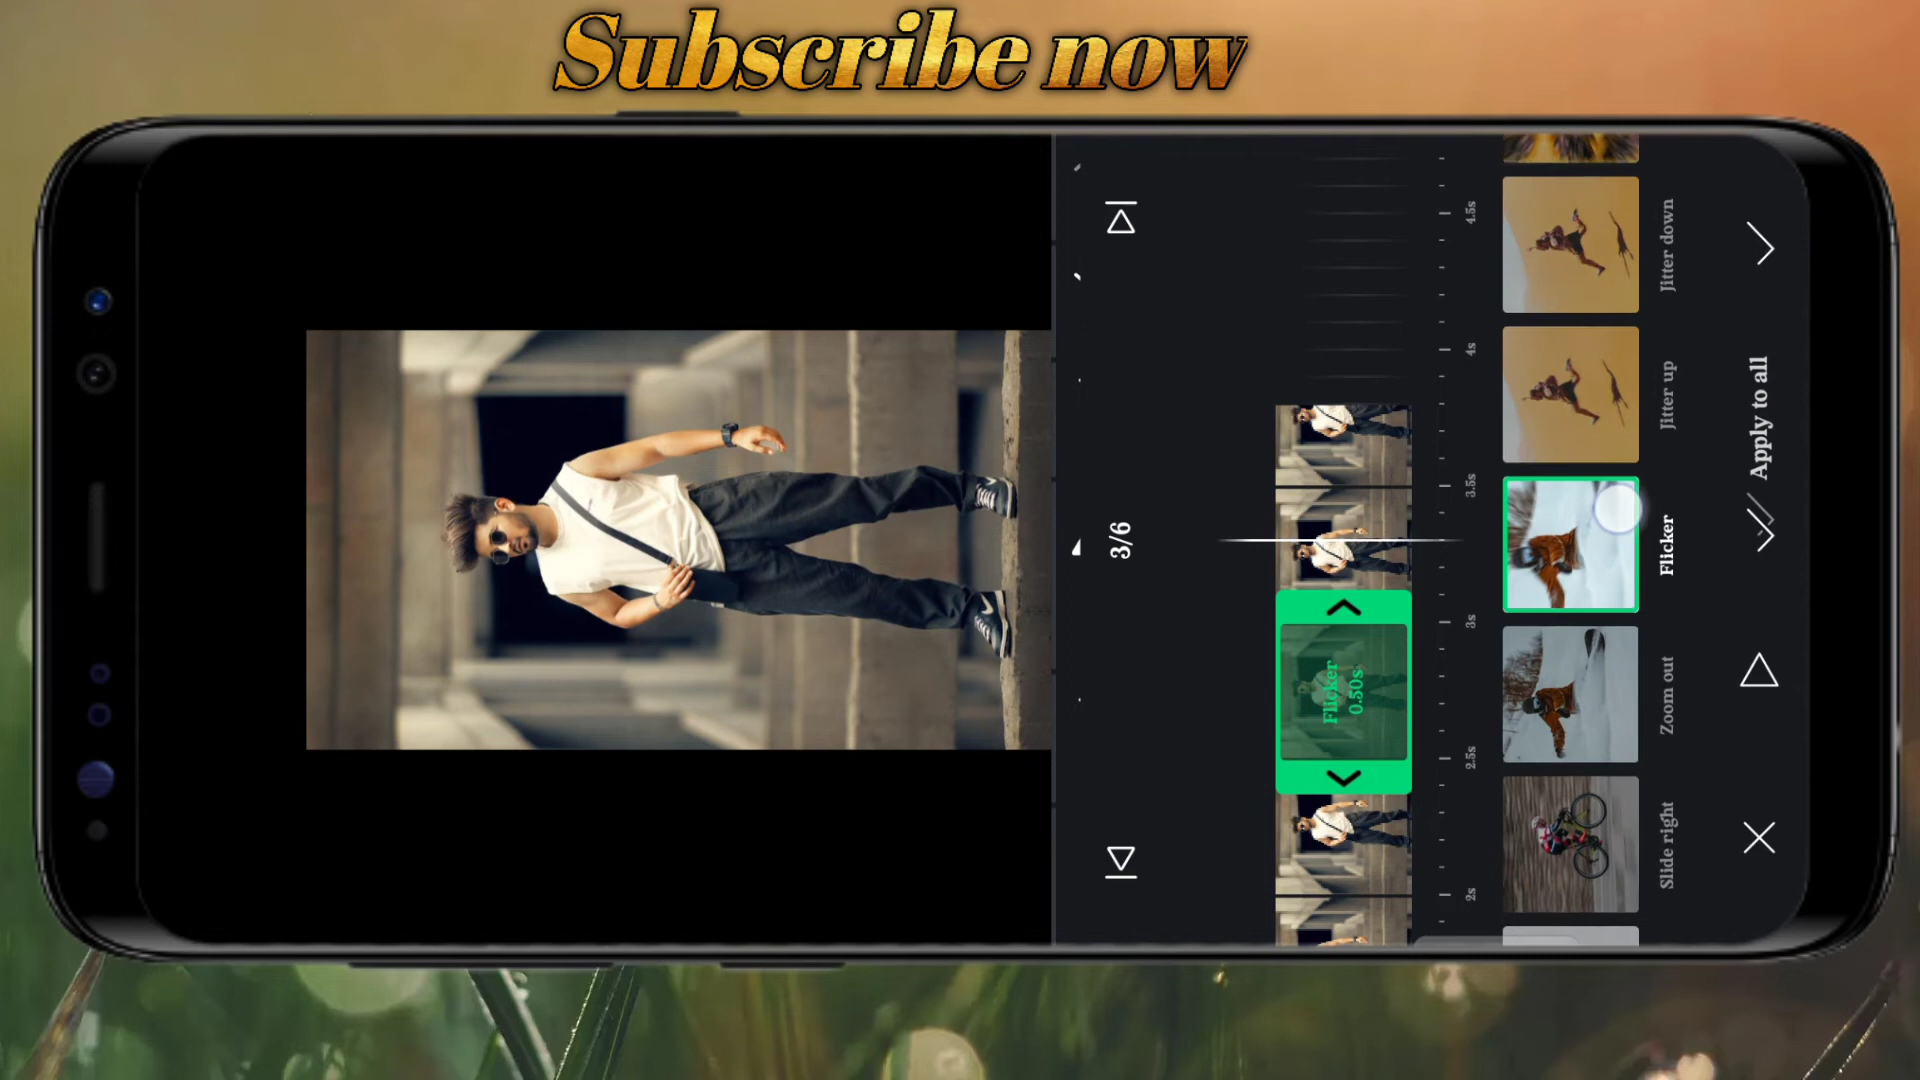 Subscribe now
3/6
Flicker
0.50s
4.5s
4s
3.5s
3s
2.5s
2s
Jitter down
Jitter up
Flicker
Zoom out
Slide right
Apply to all